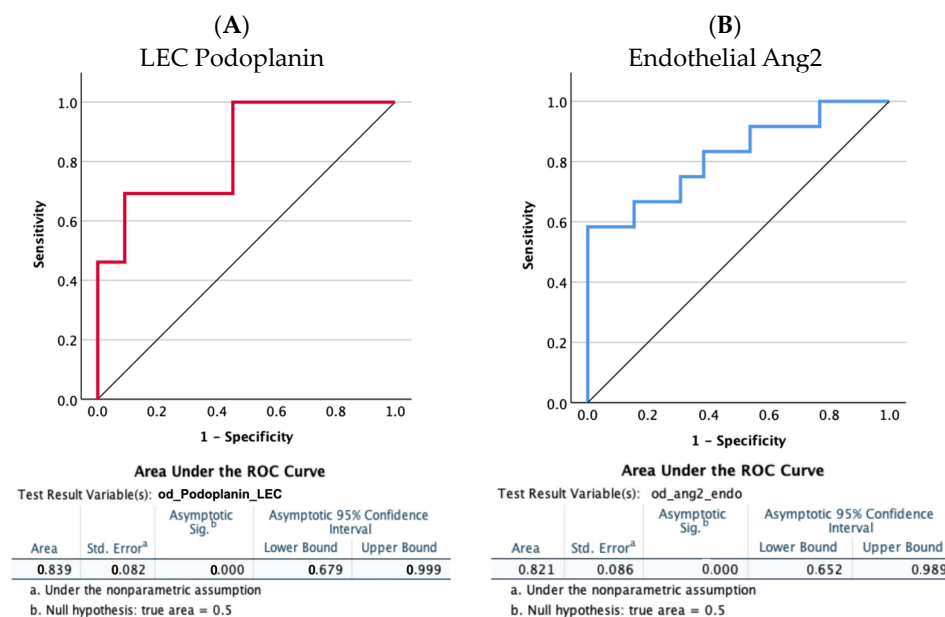 (A)
LEC Podoplanin
1.0
0.8
0.6
0.4
0.2
0.0
Sensitivity
0.0 0.2 0.4 0.6 0.8 1.0
1 – Specificity
Area Under the ROC Curve
Test Result Variable(s): od_Podoplanin_LEC
Area Std. Errorᵃ Asymptotic Sig.ᵇ Asymptotic 95% Confidence Interval
Lower Bound Upper Bound
0.839 0.082 0.000 0.679 0.999
a. Under the nonparametric assumption
b. Null hypothesis: true area = 0.5
(B)
Endothelial Ang2
1.0
0.8
0.6
0.4
0.2
0.0
Sensitivity
0.0 0.2 0.4 0.6 0.8 1.0
1 – Specificity
Area Under the ROC Curve
Test Result Variable(s): od_ang2_endo
Area Std. Errorᵃ Asymptotic Sig.ᵇ Asymptotic 95% Confidence Interval
Lower Bound Upper Bound
0.821 0.086 0.000 0.652 0.989
a. Under the nonparametric assumption
b. Null hypothesis: true area = 0.5